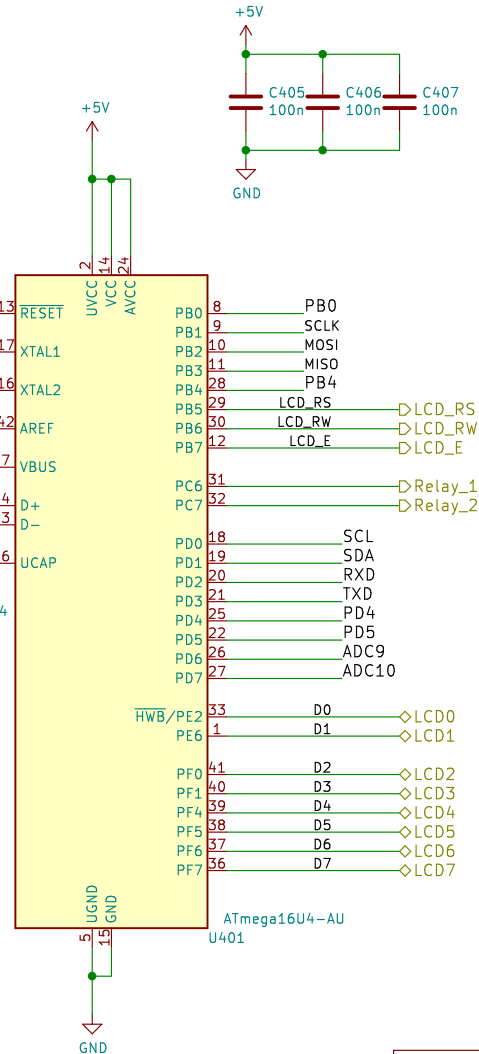 +5V
C405
100n
C406
100n
C407
100n
GND
+5V
2
14
24
UVCC
VCC
AVCC
13 RESET
17 XTAL1
16 XTAL2
42 AREF
7 VBUS
4 D+
3 D-
6 UCAP
4
PB0 8 PB0
PB1 9 SCLK
PB2 10 MOSI
PB3 11 MISO
PB4 28 PB4
PB5 29 LCD_RS LCD_RS
PB6 30 LCD_RW LCD_RW
PB7 12 LCD_E LCD_E
PC6 31 Relay_1
PC7 32 Relay_2
PD0 18 SCL
PD1 19 SDA
PD2 20 RXD
PD3 21 TXD
PD4 25 PD4
PD5 22 PD5
PD6 26 ADC9
PD7 27 ADC10
HWB/PE2 33 D0 LCD0
PE6 1 D1 LCD1
PF0 41 D2 LCD2
PF1 40 D3 LCD3
PF4 39 D4 LCD4
PF5 38 D5 LCD5
PF6 37 D6 LCD6
PF7 36 D7 LCD7
UGND
GND
5
15
ATmega16U4-AU
U401
GND